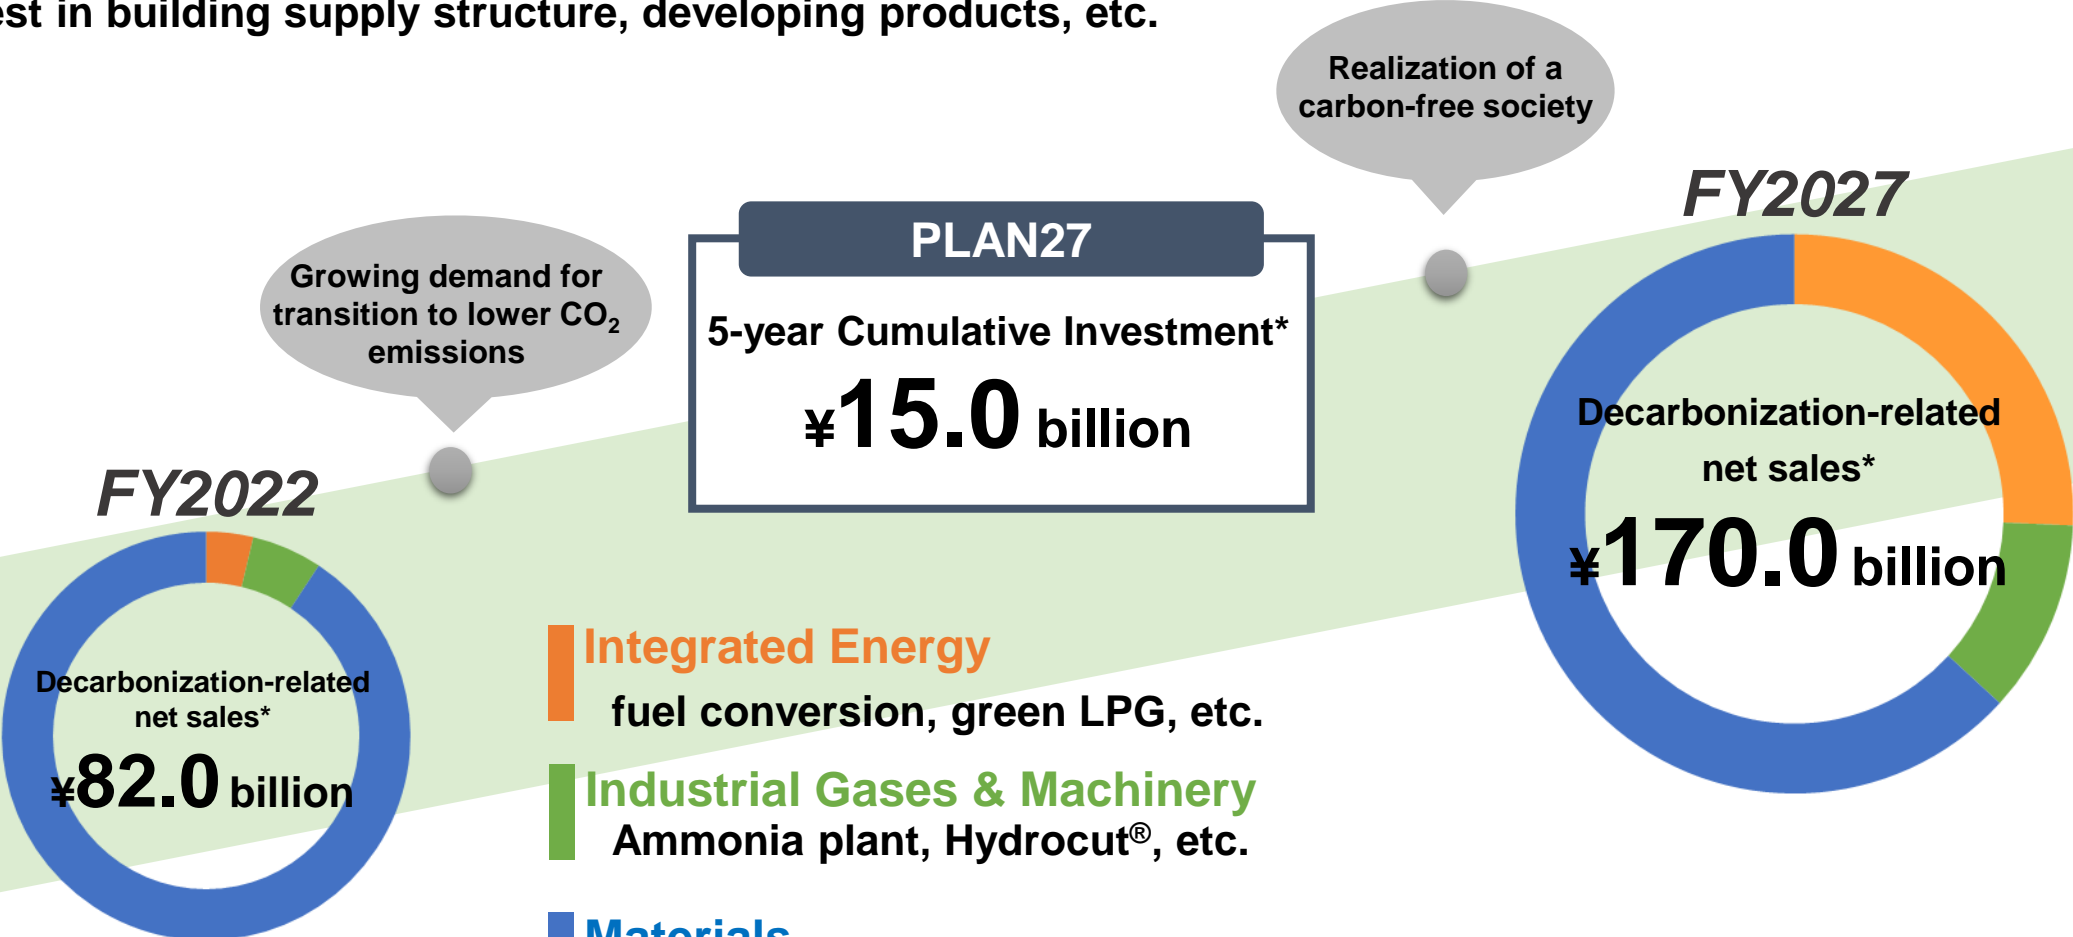 est in building supply structure, developing products, etc.
Realization of a
carbon-free society
FY2027
PLAN27
Growing demand for
transition to lower CO₂
emissions
5-year Cumulative Investment*
¥15.0 billion
Decarbonization-related
net sales*
¥170.0 billion
FY2022
Decarbonization-related
net sales*
¥82.0 billion
Integrated Energy
fuel conversion, green LPG, etc.
Industrial Gases & Machinery
Ammonia plant, Hydrocut®, etc.
Materials